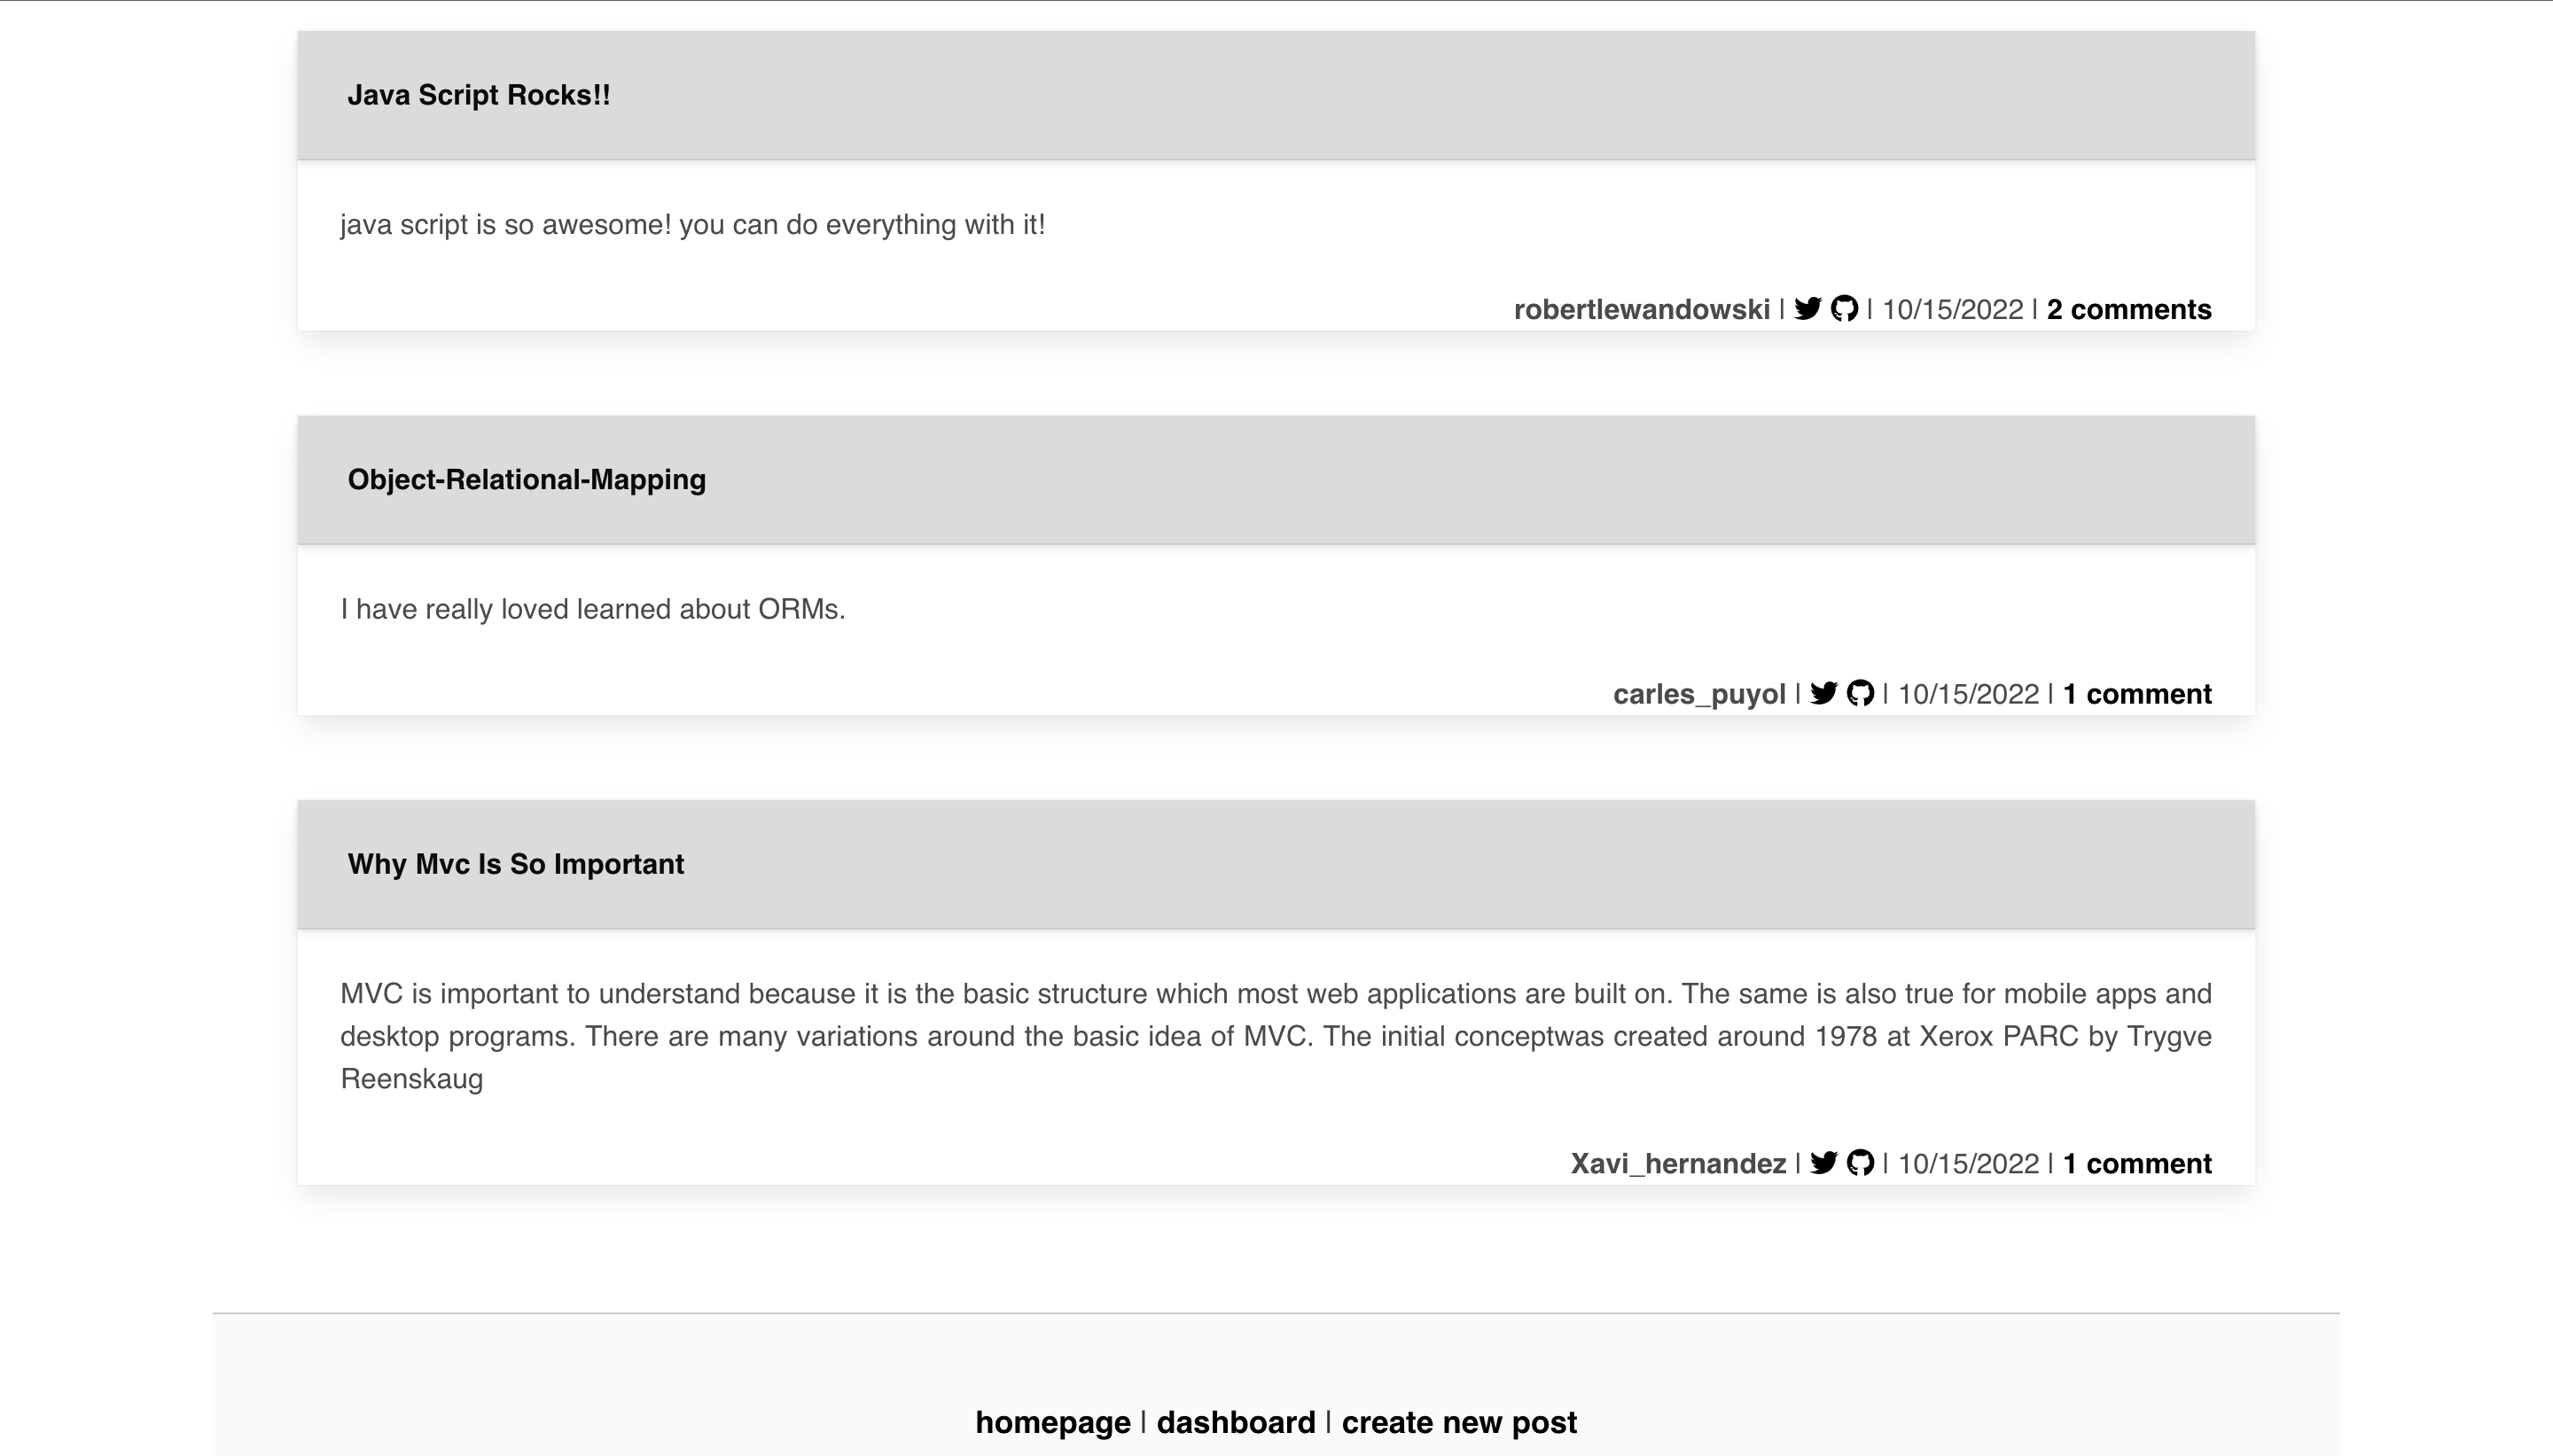 Java Script Rocks!!
java script is so awesome! you can do everything with it!
robertlewandowski | | 10/15/2022 | 2 comments
Object-Relational-Mapping
I have really loved learned about ORMs.
carles_puyol | | 10/15/2022 | 1 comment
Why Mvc Is So Important
MVC is important to understand because it is the basic structure which most web applications are built on. The same is also true for mobile apps and
desktop programs. There are many variations around the basic idea of MVC. The initial conceptwas created around 1978 at Xerox PARC by Trygve
Reenskaug
Xavi_hernandez | | 10/15/2022 | 1 comment
homepage | dashboard | create new post